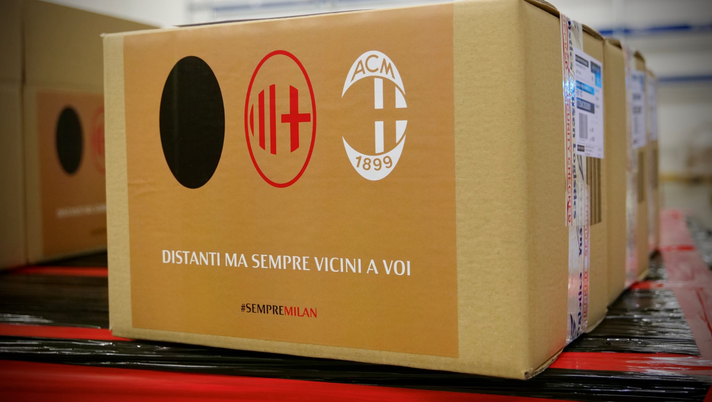 ACM
1899
DISTANTI MA SEMPRE VICINI A VOI
#SEMPREMILAN